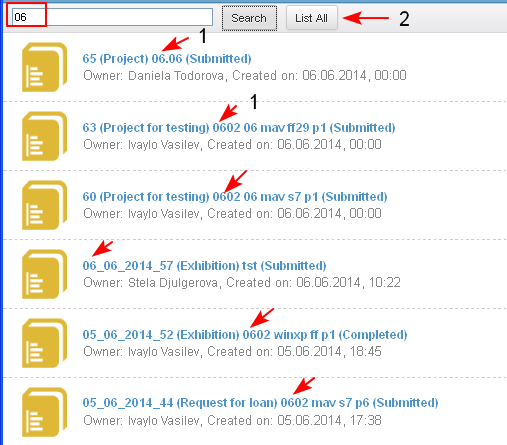 06 Search List All 2
1
65 (Project) 06.06 (Submitted)
Owner: Daniela Todorova, Created on: 06.06.2014, 00:00
1
63 (Project for testing) 0602 06 mav ff29 p1 (Submitted)
Owner: Ivaylo Vasilev, Created on: 06.06.2014, 00:00
60 (Project for testing) 0602 06 mav s7 p1 (Submitted)
Owner: Ivaylo Vasilev, Created on: 06.06.2014, 00:00
06_06_2014_57 (Exhibition) tst (Submitted)
Owner: Stela Djulgerova, Created on: 06.06.2014, 10:22
05_06_2014_52 (Exhibition) 0602 winxp ff p1 (Completed)
Owner: Ivaylo Vasilev, Created on: 05.06.2014, 18:45
05_06_2014_44 (Request for loan) 0602 mav s7 p6 (Submitted)
Owner: Ivaylo Vasilev, Created on: 05.06.2014, 17:38